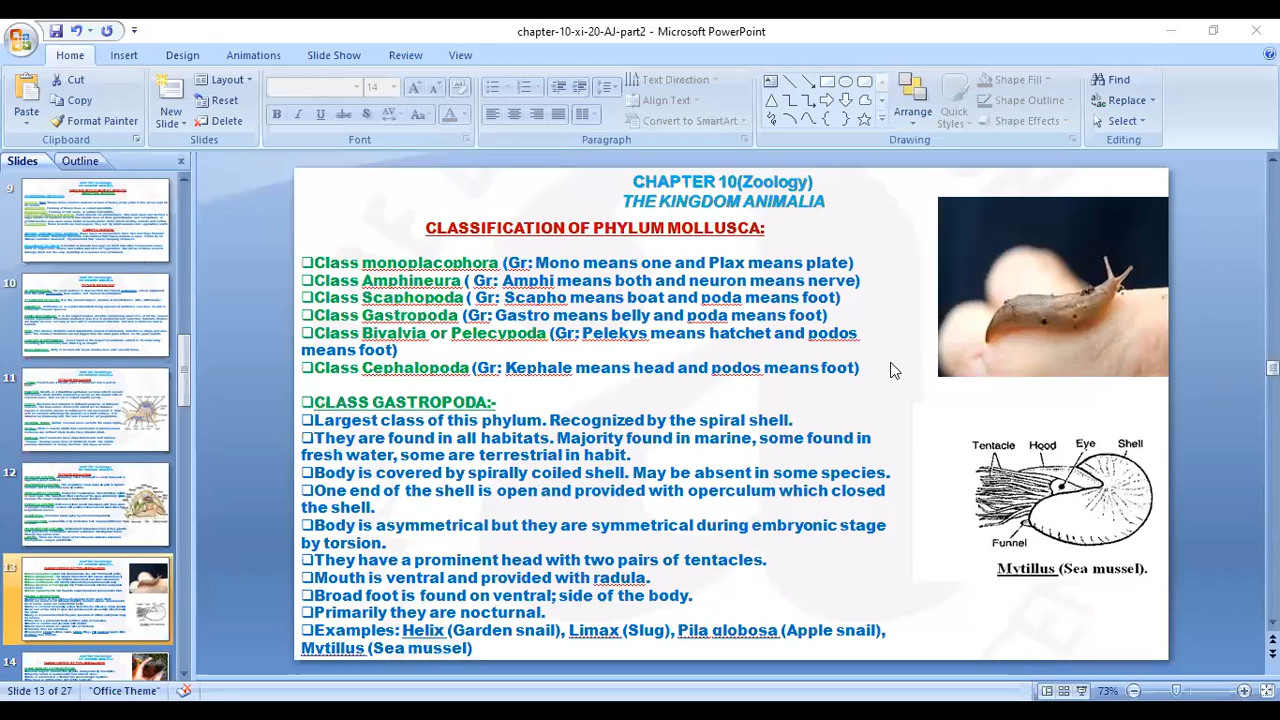 chapter-10-xi-20-AJ-part2 - Microsoft PowerPoint
Home Insert Design Animations Slide Show Review View
Paste
Cut
Copy
Format Painter
Clipboard
New
Slide
Layout
Reset
Delete
Slides
14
B I U abc S AV Aa A
Font
Text Direction
Align Text
Convert to SmartArt
Paragraph
Arrange
Quick
Styles
Shape Fill
Shape Outline
Shape Effects
Drawing
Find
Replace
Select
Editing
Slides Outline
9
10
11
12
13
14
CHAPTER 10(Zoology)
THE KINGDOM ANIMALIA
CLASSIFICATION OF PHYLUM MOLLUSCA:
Class monoplacophora (Gr: Mono means one and Plax means plate)
Class Amphineura ( Gr: Amphi means both and neuron means nerve)
Class Scaphopoda ( Gr: Scapho means boat and poda means foot)
Class Gastropoda (Gr: Gastro means belly and poda means foot)
Class Bivalvia or Pelecypoda (Gr: Pelekys means hachet and podos
means foot)
Class Cephalopoda (Gr: Kephale means head and podos means foot)
CLASS GASTROPODA:-
Largest class of this phylum. Recognized by the spiral shell.
They are found in all habitats. Majority found in marine, some found in
fresh water, some are terrestrial in habit.
Body is covered by spirally coiled shell. May be absent in some species.
One end of the shell is open and provided with operculum which closed
the shell.
Body is asymmetrical but they are symmetrical during embryonic stage
by torsion.
They have a prominent head with two pairs of tentacles.
Mouth is ventral and provided with radula.
Broad foot is found on ventral; side of the body.
Primarily they are nocturnal.
Examples: Helix (Garden snail), Limax (Slug), Pila globosa (Apple snail),
Mytillus (Sea mussel)
Tentacle Hood Eye Shell
Funnel
Mytillus (Sea mussel).
Slide 13 of 27 "Office Theme" 73%